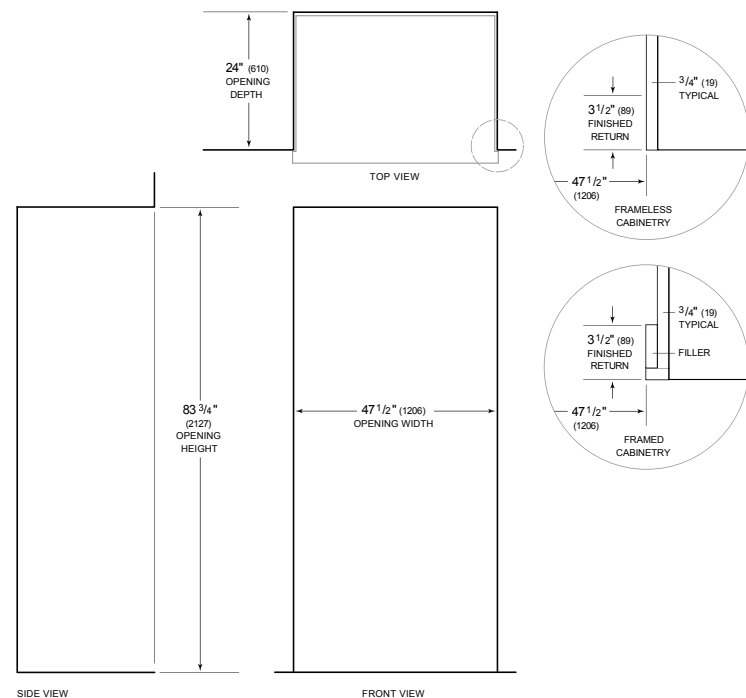 24" (610)
OPENING
DEPTH
TOP VIEW
3/4" (19)
TYPICAL
3 1/2" (89)
FINISHED
RETURN
47 1/2"
(1206)
FRAMELESS
CABINETRY
3/4" (19)
TYPICAL
3 1/2" (89)
FINISHED
RETURN
FILLER
47 1/2"
(1206)
FRAMED
CABINETRY
83 3/4"
(2127)
OPENING
HEIGHT
47 1/2" (1206)
OPENING WIDTH
SIDE VIEW
FRONT VIEW